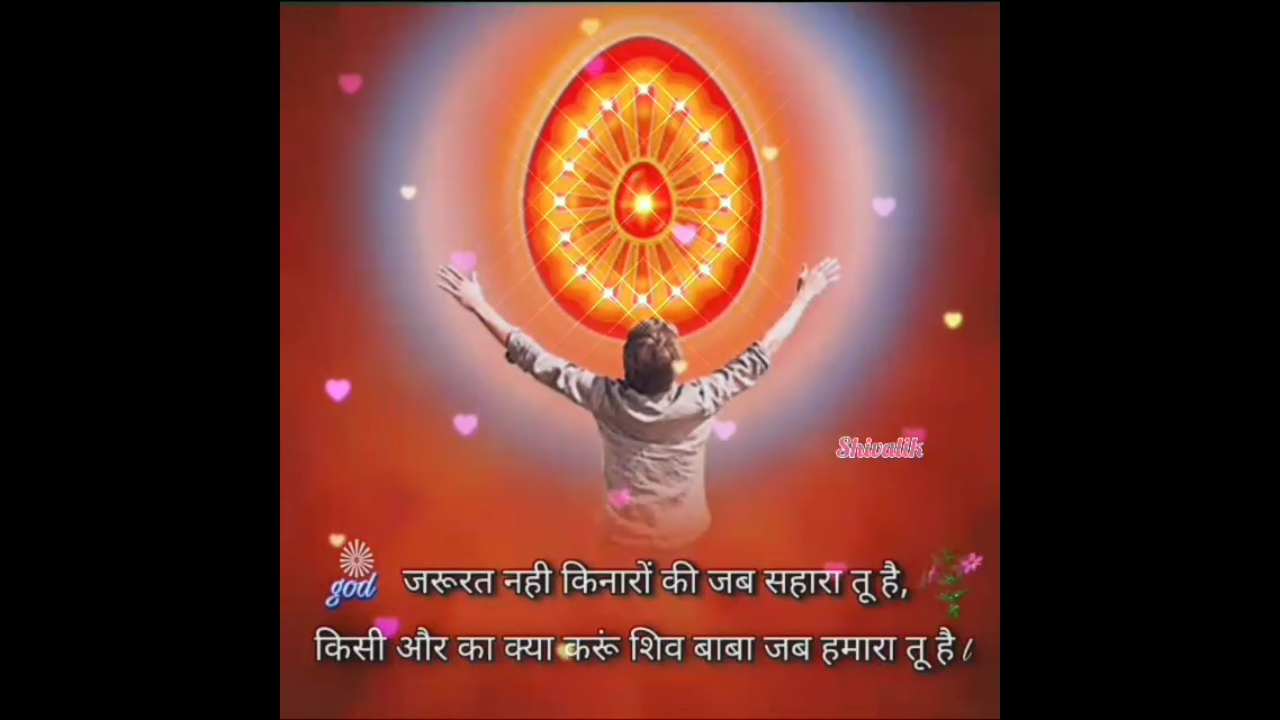 Shivalik
god जरूरत नही किनारों की जब सहारा तू है,
किसी और का क्या करूं शिव बाबा जब हमारा तू है।